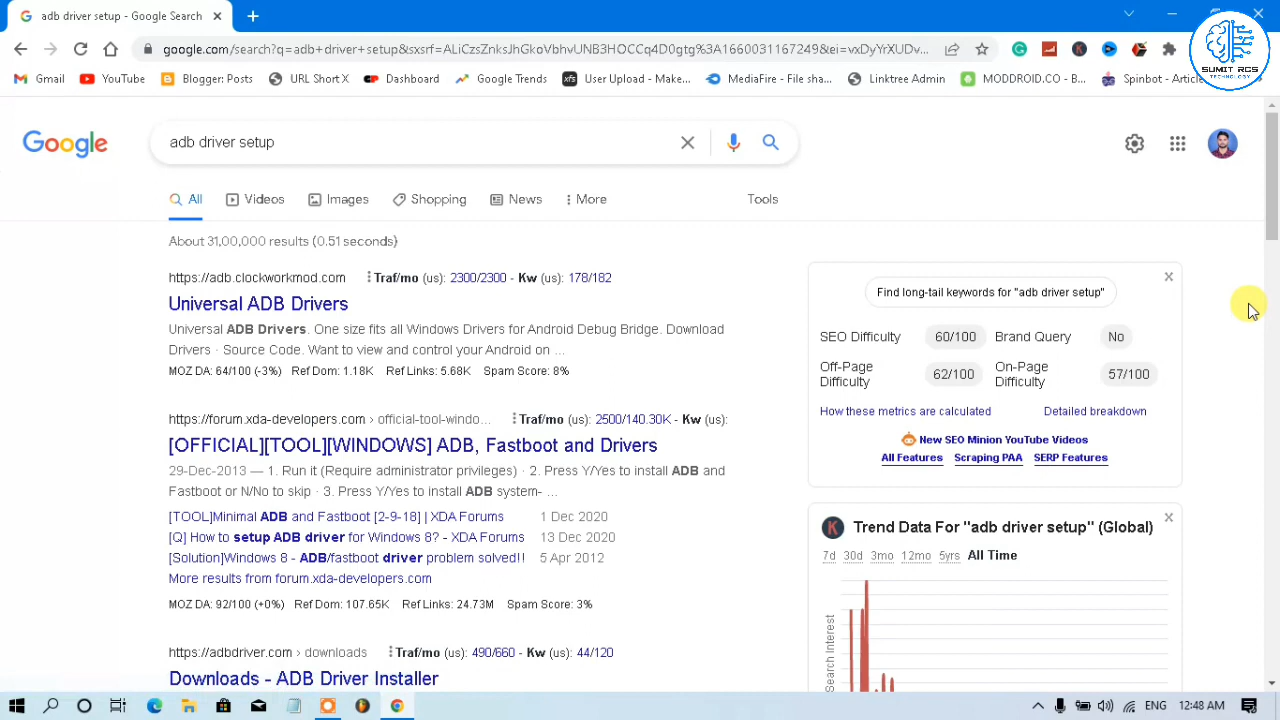 adb driver setup - Google Search
google.com/search?q=adb+driver+setup&sxsrf=ALiCzsZnksJhGkoVbhvUNB3HOCCq4D0gtg%3A1660031167249&ei=vxDyYrXUDv...
Gmail YouTube Blogger: Posts URL Short X Dashboard Google Trends User Upload - Make... MediaFire - File sha... Linktree Admin MODDROID.CO - B... Spinbot - Article
SUMIT RGS
TECHNOLOGY
Google adb driver setup
All Videos Images Shopping News More Tools
About 31,00,000 results (0.51 seconds)
https://adb.clockworkmod.com Traf/mo (us): 2300/2300 - Kw (us): 178/182
Universal ADB Drivers
Universal ADB Drivers. One size fits all Windows Drivers for Android Debug Bridge. Download
Drivers · Source Code. Want to view and control your Android on ...
MOZ DA: 64/100 (-3%) Ref Dom: 1.18K Ref Links: 5.68K Spam Score: 8%
https://forum.xda-developers.com › official-tool-windo... Traf/mo (us): 2500/140.30K - Kw (us):
[OFFICIAL][TOOL][WINDOWS] ADB, Fastboot and Drivers
29-Dec-2013 — 1. Run it (Require administrator privileges) · 2. Press Y/Yes to install ADB and
Fastboot or N/No to skip · 3. Press Y/Yes to install ADB system- ...
[TOOL]Minimal ADB and Fastboot [2-9-18] | XDA Forums 1 Dec 2020
[Q] How to setup ADB driver for Windows 8? - XDA Forums 13 Dec 2020
[Solution]Windows 8 - ADB/fastboot driver problem solved!! 5 Apr 2012
More results from forum.xda-developers.com
MOZ DA: 92/100 (+0%) Ref Dom: 107.65K Ref Links: 24.73M Spam Score: 3%
https://adbdriver.com › downloads Traf/mo (us): 490/660 - Kw (us): 44/120
Downloads - ADB Driver Installer
Find long-tail keywords for "adb driver setup"
SEO Difficulty 60/100 Brand Query No
Off-Page Difficulty 62/100 On-Page Difficulty 57/100
How these metrics are calculated Detailed breakdown
New SEO Minion YouTube Videos
All Features Scraping PAA SERP Features
Trend Data For "adb driver setup" (Global)
7d 30d 3mo 12mo 5yrs All Time
Search Interest
ENG 12:48 AM